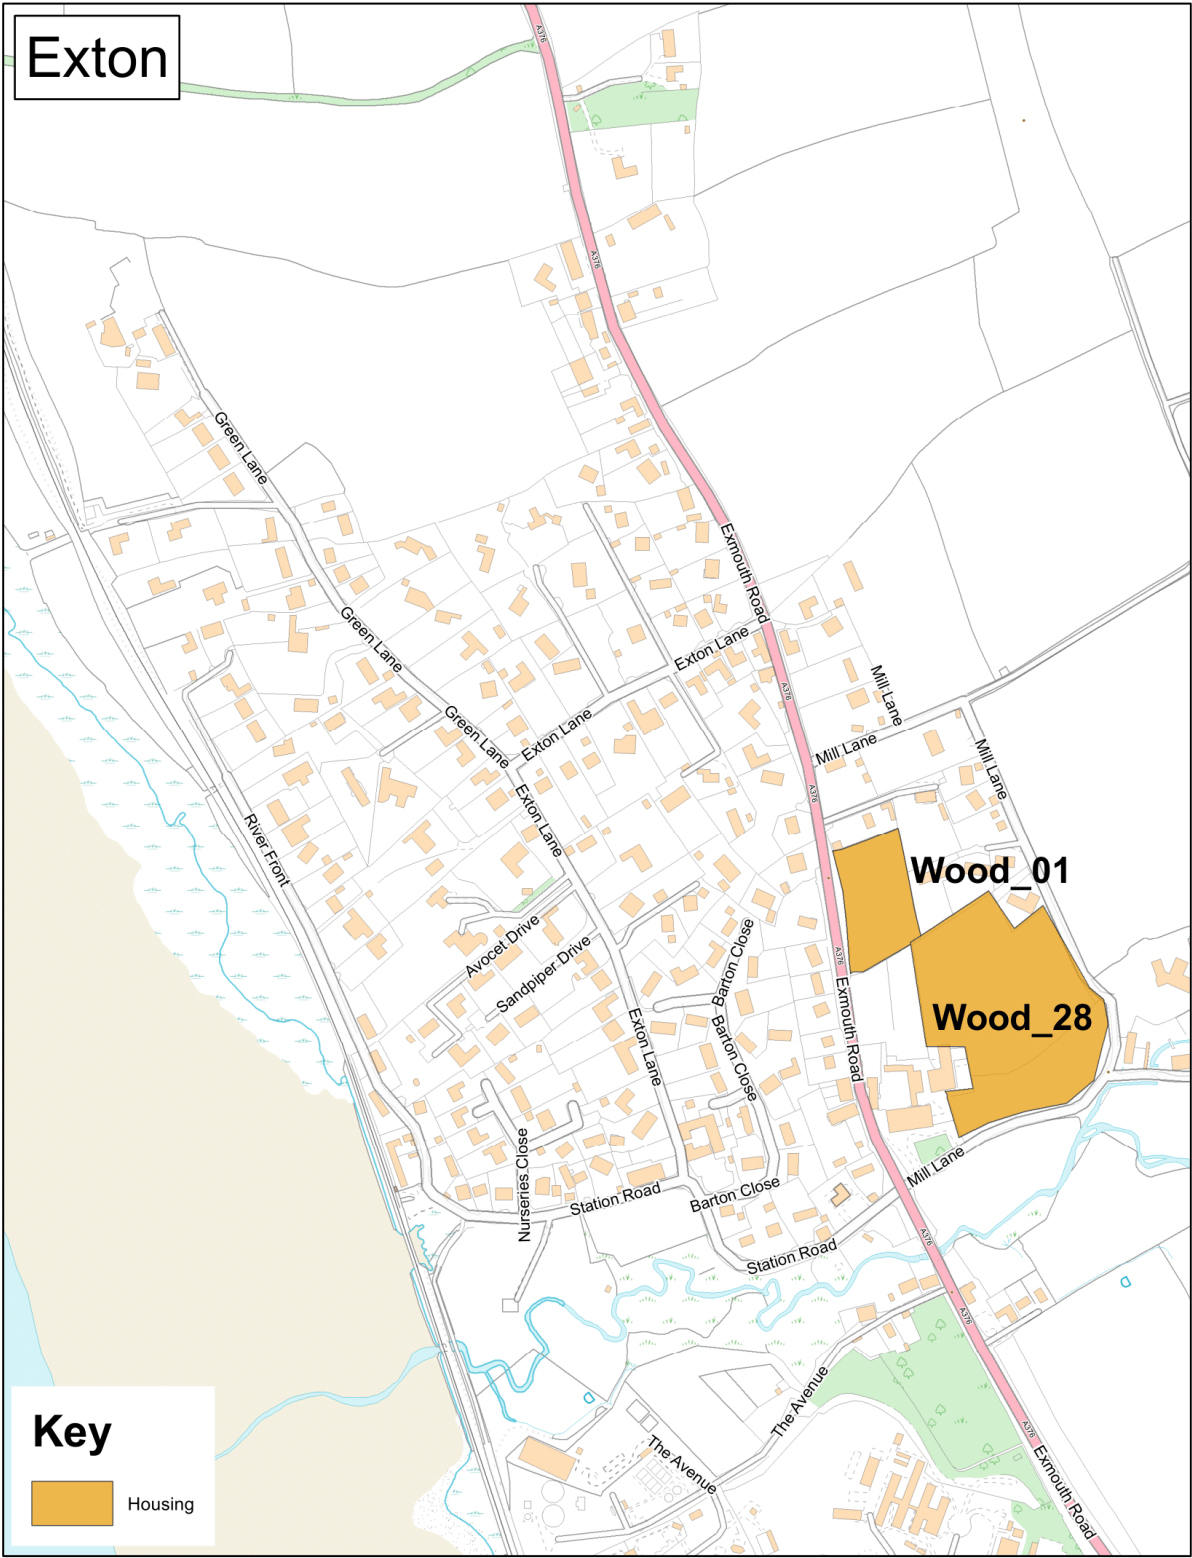 Exton
A376
A376
Green Lane
Exmouth Road
Green Lane
Exton Lane
Mill Lane
A376
Green Lane
Exton Lane
Mill Lane
Mill Lane
Exton Lane
A376
River Front
Wood_01
Avocet Drive
Barton Close
Sandpiper Drive
A376
Exmouth Road
Wood_28
Exton Lane
Barton Close
Nurseries Close
Mill Lane
Station Road
Barton Close
Station Road
A376
A376
The Avenue
A376
The Avenue
Exmouth Road
Key
Housing